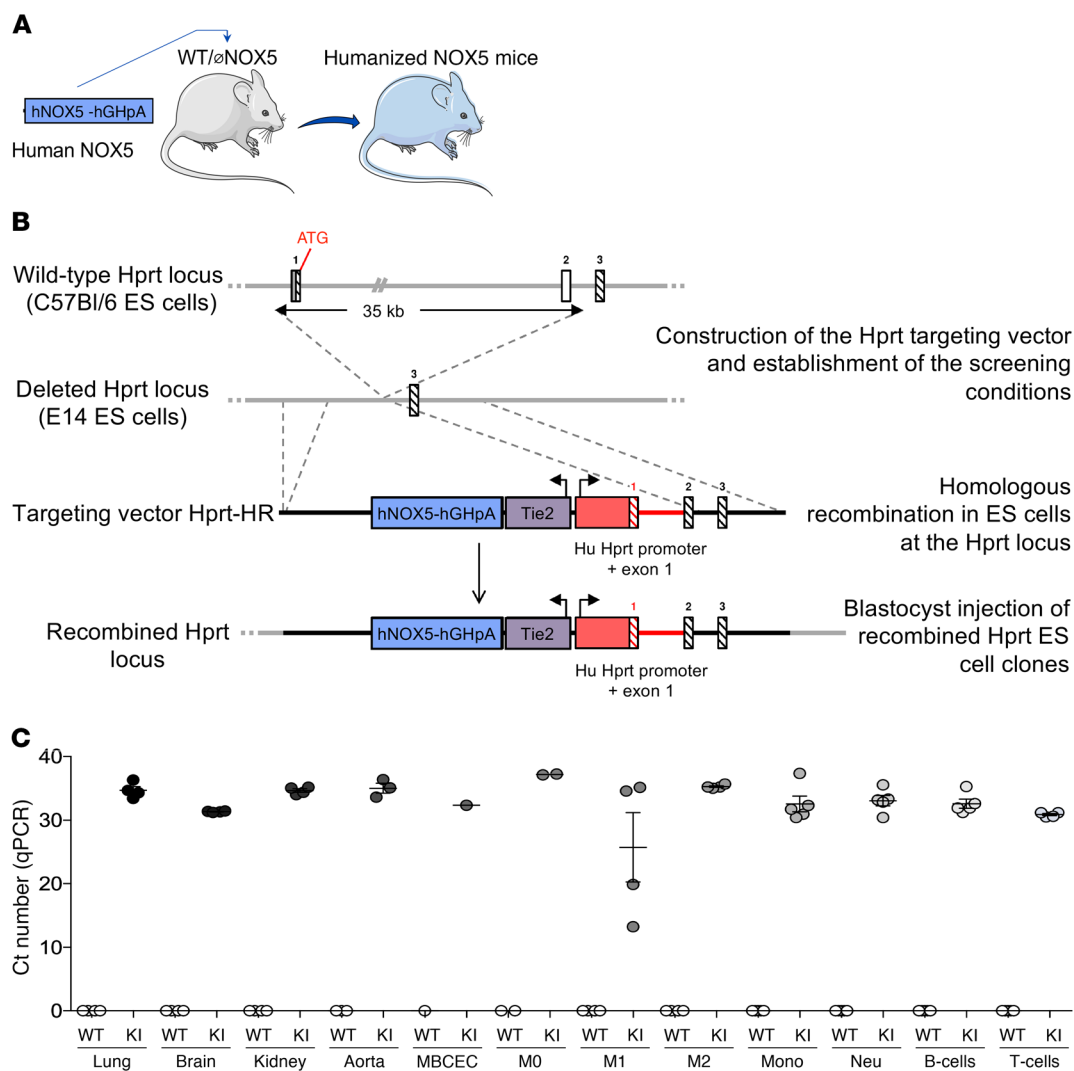 A
WT/⌀NOX5
Humanized NOX5 mice
hNOX5 -hGHpA
Human NOX5
B
ATG
1
2
3
Wild-type Hprt locus
(C57Bl/6 ES cells)
35 kb
Construction of the Hprt targeting vector
and establishment of the screening
conditions
3
Deleted Hprt locus
(E14 ES cells)
1
2
3
Targeting vector Hprt-HR
hNOX5-hGHpA
Tie2
Homologous
recombination in ES cells
at the Hprt locus
Hu Hprt promoter
+ exon 1
1
2
3
Recombined Hprt
locus
hNOX5-hGHpA
Tie2
Blastocyst injection of
recombined Hprt ES
cell clones
Hu Hprt promoter
+ exon 1
C
Ct number (qPCR)
40
30
20
10
0
WT KI WT KI WT KI WT KI WT KI WT KI WT KI WT KI WT KI WT KI WT KI WT KI
Lung Brain Kidney Aorta MBCEC M0 M1 M2 Mono Neu B-cells T-cells